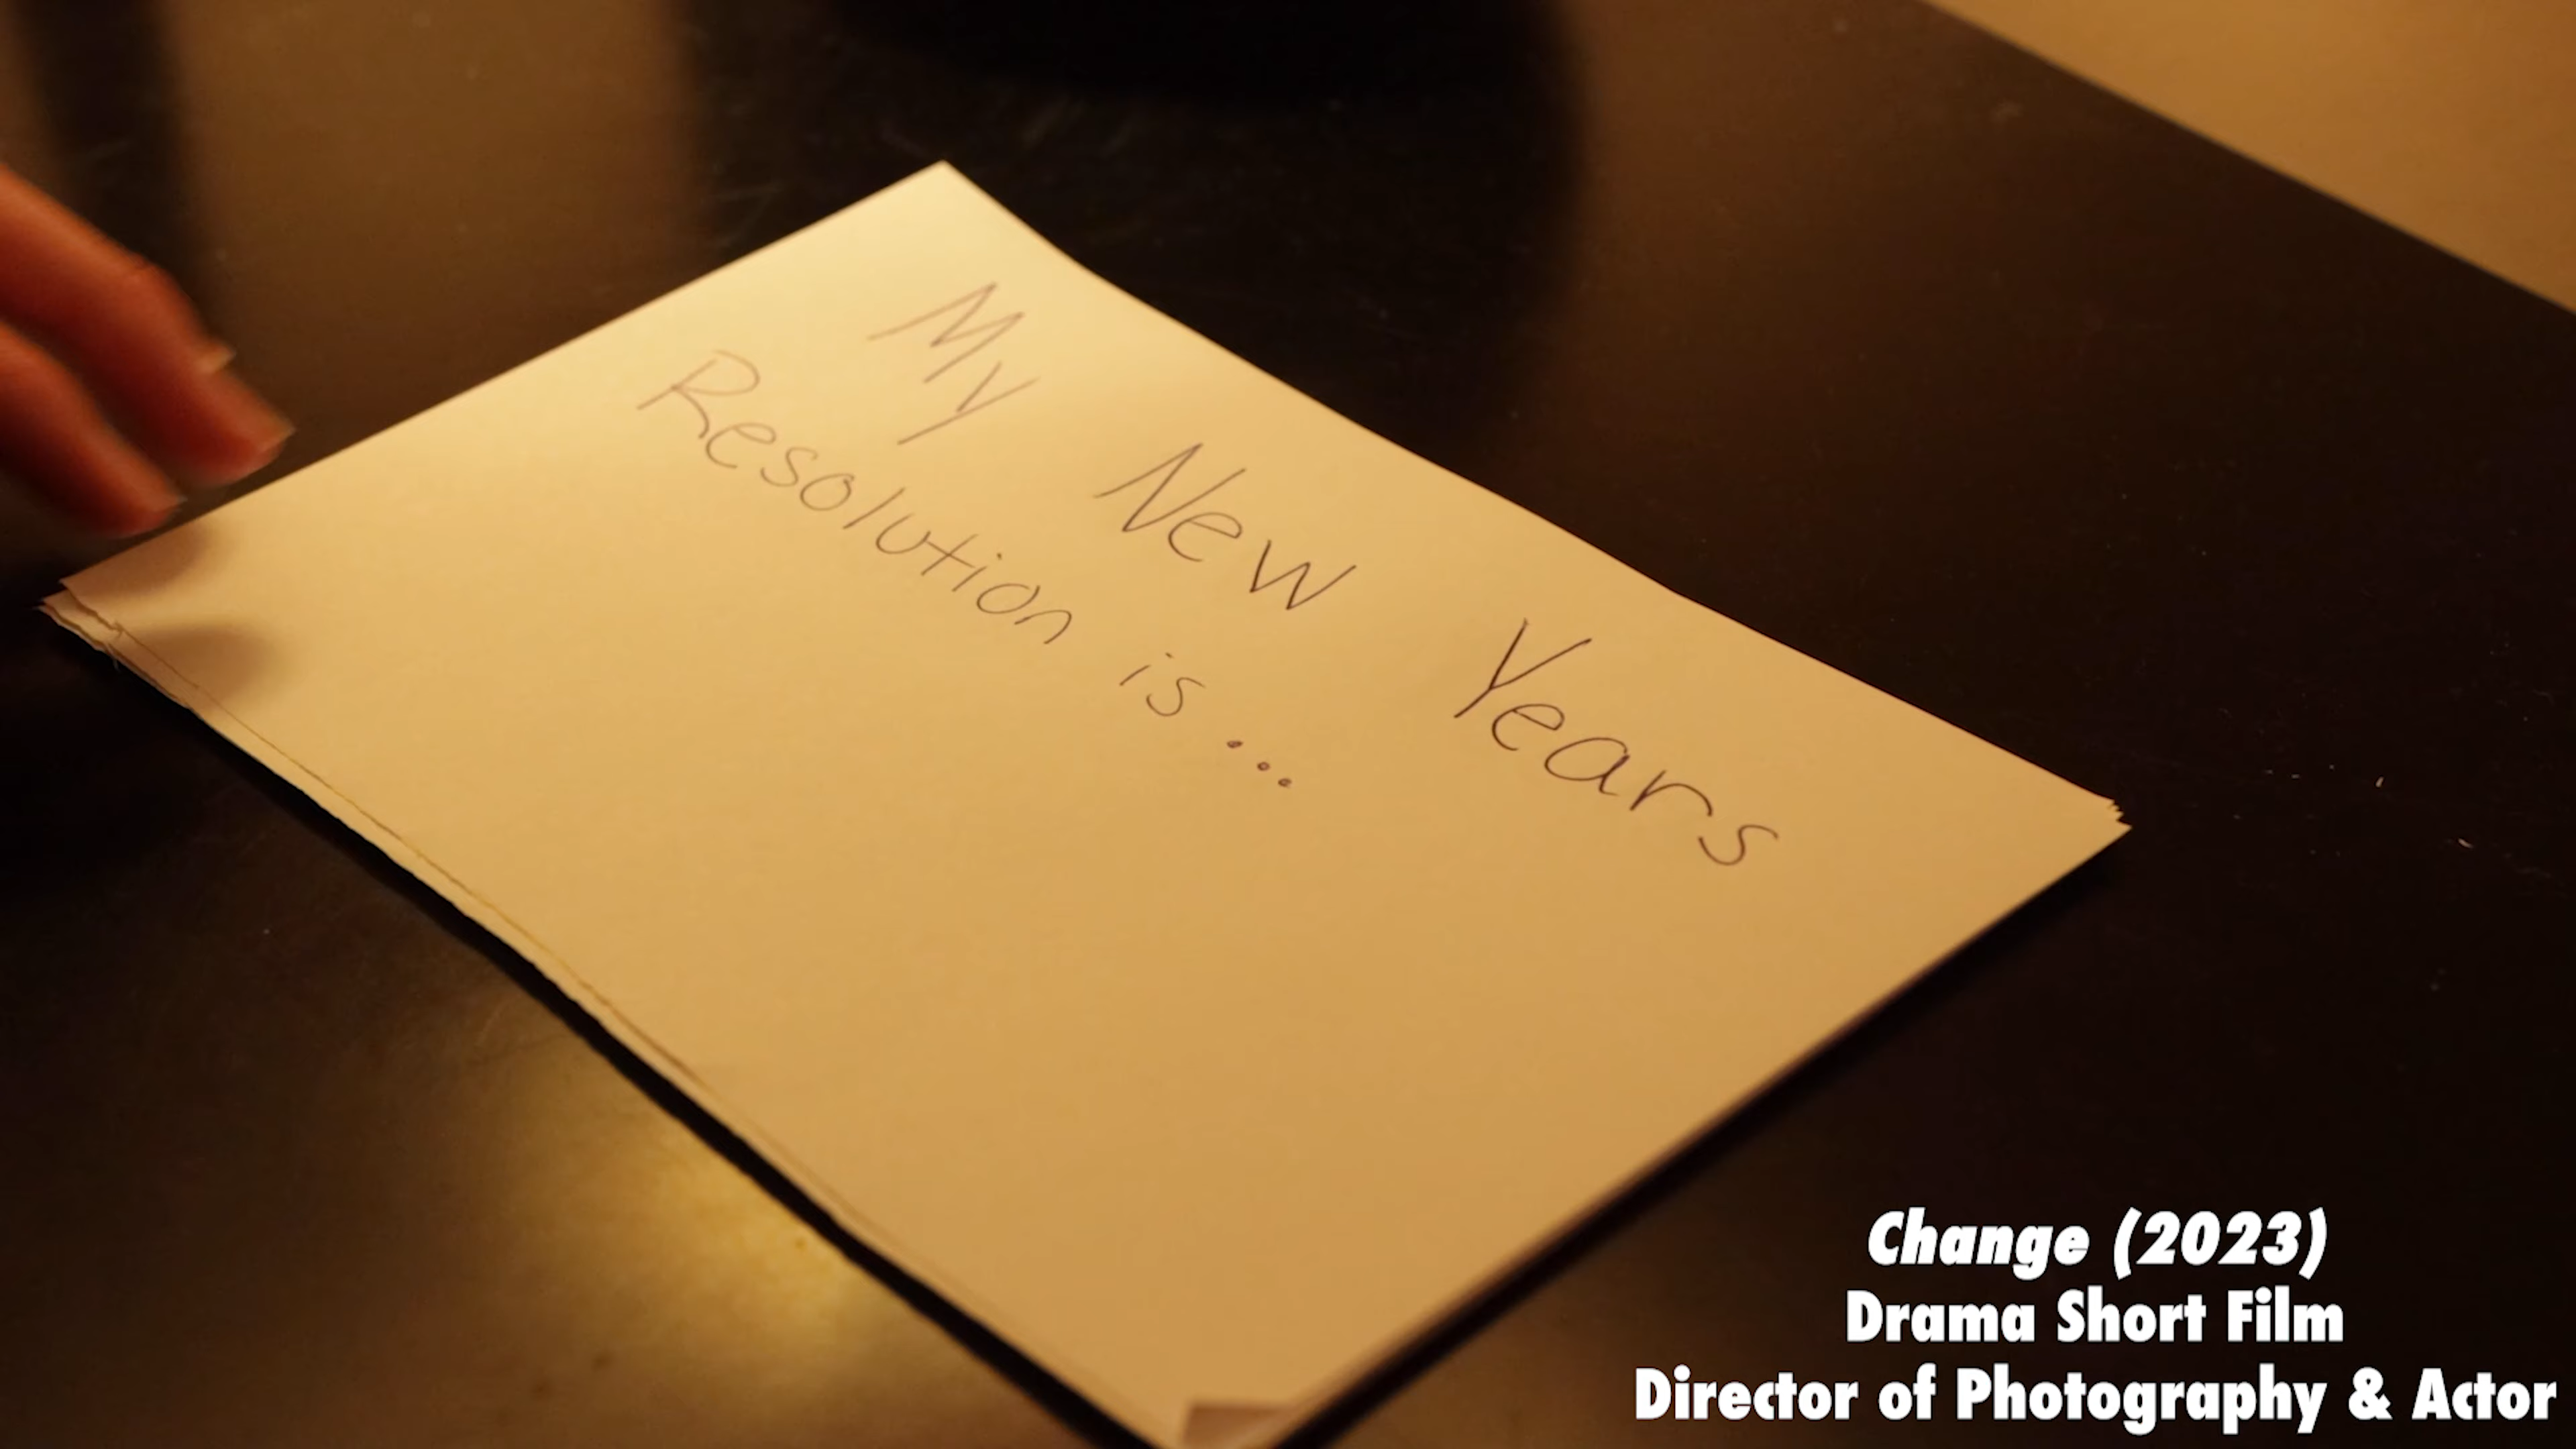 My New Years
Resolution is...
Change (2023)
Drama Short Film
Director of Photography & Actor